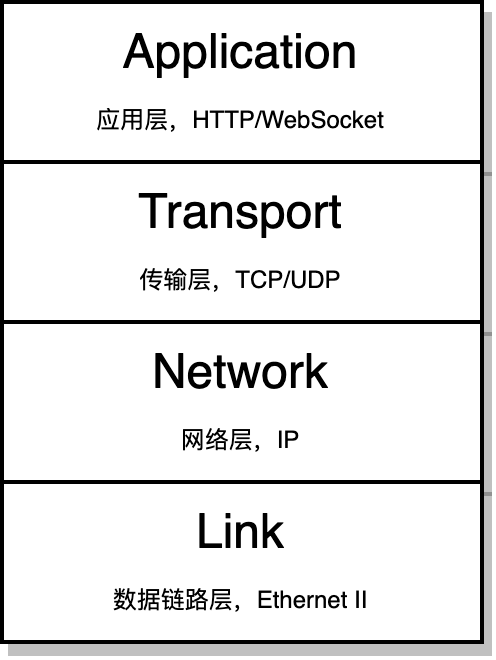 Application
应用层，HTTP/WebSocket
Transport
传输层，TCP/UDP
Network
网络层，IP
Link
数据链路层，Ethernet II